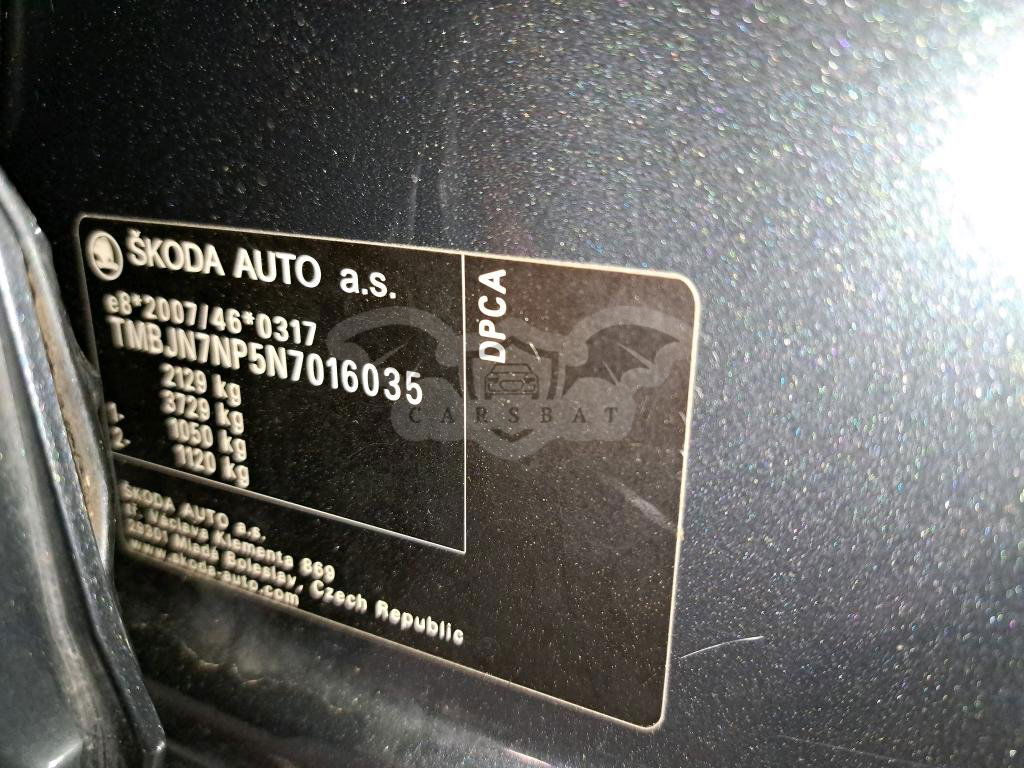 ŠKODA AUTO a.s.
e8*2007/46*0317
TMBJN7NP5N7016035
2129 kg
3729 kg
1- 1050 kg
2- 1120 kg
DPCA
ŠKODA AUTO a.s.
tř. Václava Klementa 869
29301 Mladá Boleslav, Czech Republic
www.skoda-auto.com
CARSBAT